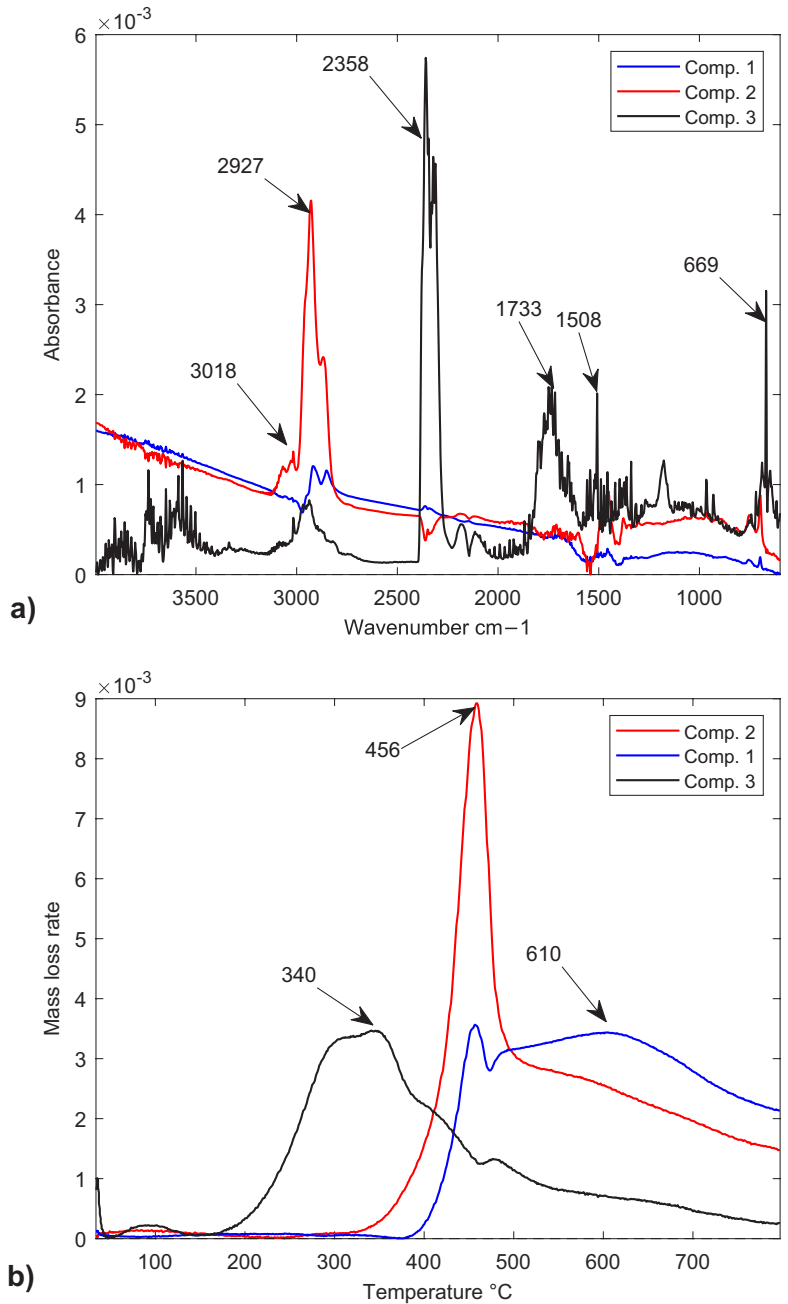 ×10⁻³
6
5
4
3
2
1
0
Absorbance
2358
2927
3018
1733
1508
669
Comp. 1
Comp. 2
Comp. 3
3500 3000 2500 2000 1500 1000
Wavenumber cm−1
a)
×10⁻³
9
8
7
6
5
4
3
2
1
0
Mass loss rate
456
340
610
Comp. 2
Comp. 1
Comp. 3
100 200 300 400 500 600 700
Temperature °C
b)